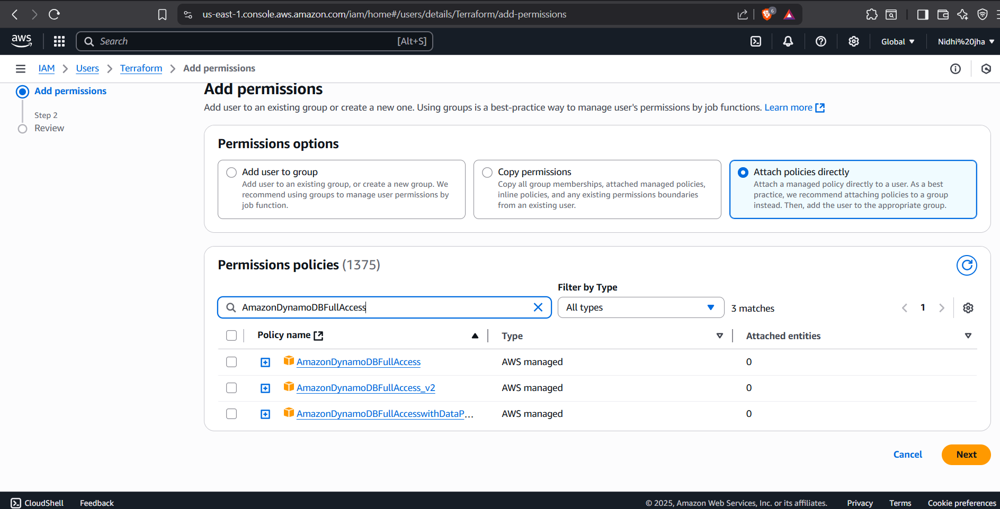 us-east-1.console.aws.amazon.com/iam/home#/users/details/Terraform/add-permissions
6
aws
Search
[Alt+S]
Global
Nidhi%20jha
IAM
Users
Terraform
Add permissions
Add permissions
Step 2
Review
Add permissions
Add user to an existing group or create a new one. Using groups is a best-practice way to manage user's permissions by job functions. Learn more
Permissions options
Add user to group
Add user to an existing group, or create a new group. We
recommend using groups to manage user permissions by
job function.
Copy permissions
Copy all group memberships, attached managed policies,
inline policies, and any existing permissions boundaries
from an existing user.
Attach policies directly
Attach a managed policy directly to a user. As a best
practice, we recommend attaching policies to a group
instead. Then, add the user to the appropriate group.
Permissions policies (1375)
Filter by Type
AmazonDynamoDBFullAccess
All types
3 matches
1
Policy name
Type
Attached entities
AmazonDynamoDBFullAccess
AWS managed
0
AmazonDynamoDBFullAccess_v2
AWS managed
0
AmazonDynamoDBFullAccesswithDataP...
AWS managed
0
Cancel
Next
CloudShell
Feedback
© 2025, Amazon Web Services, Inc. or its affiliates.
Privacy
Terms
Cookie preferences